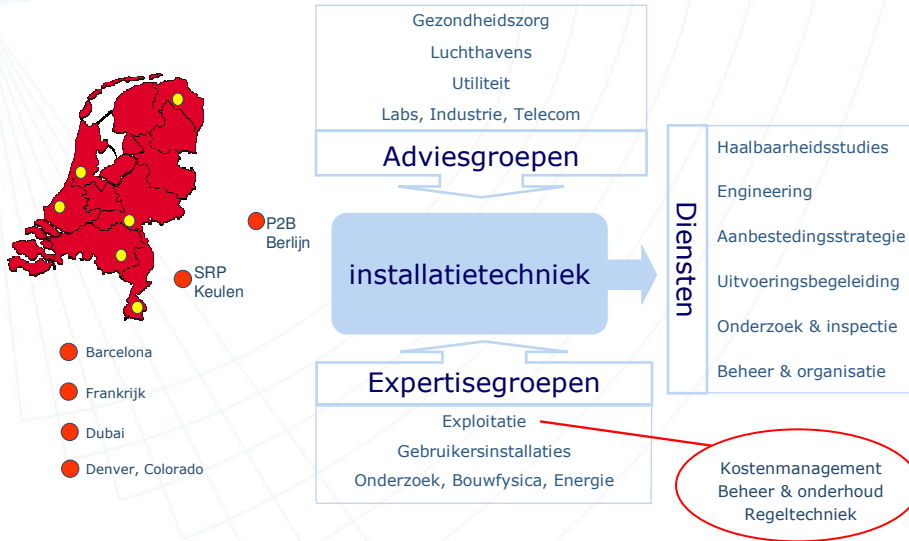 Gezondheidszorg
Luchthavens
Utiliteit
Labs, Industrie, Telecom
Adviesgroepen
installatietechniek
Expertisegroepen
Exploitatie
Gebruikersinstallaties
Onderzoek, Bouwfysica, Energie
Diensten
Haalbaarheidsstudies
Engineering
Aanbestedingsstrategie
Uitvoeringsbegeleiding
Onderzoek & inspectie
Beheer & organisatie
P2B
Berlijn
SRP
Keulen
Barcelona
Frankrijk
Dubai
Denver, Colorado
Kostenmanagement
Beheer & onderhoud
Regeltechniek